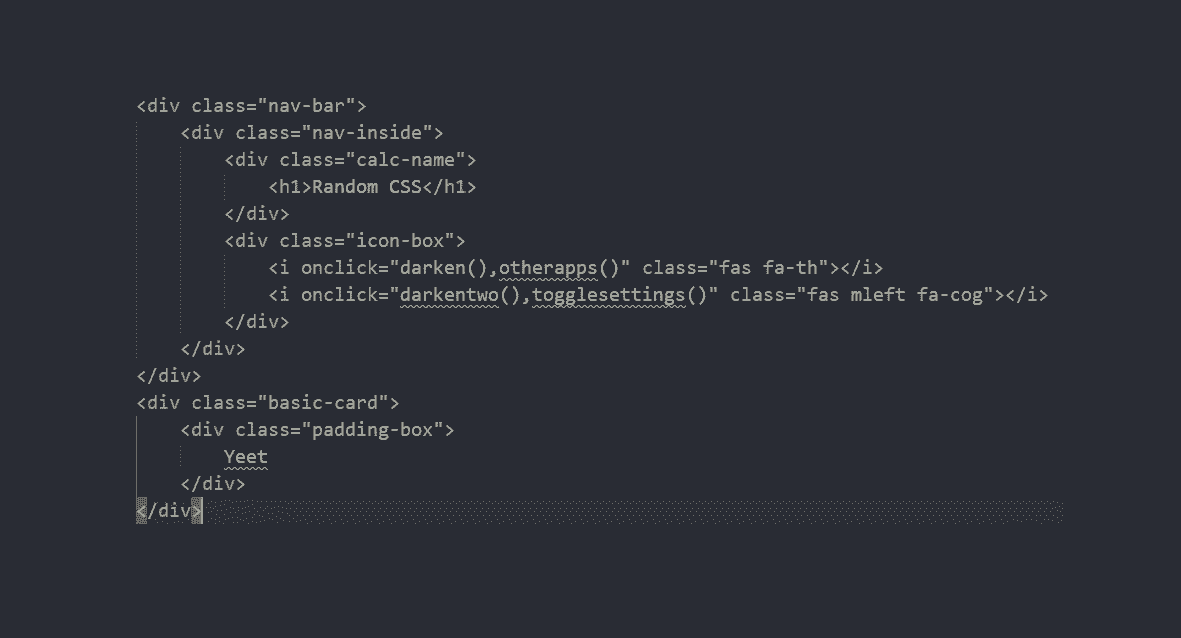 <div class="nav-bar">
    <div class="nav-inside">
        <div class="calc-name">
            <h1>Random CSS</h1>
        </div>
        <div class="icon-box">
            <i onclick="darken(),otherapps()" class="fas fa-th"></i>
            <i onclick="darkentwo(),togglesettings()" class="fas mleft fa-cog"></i>
        </div>
    </div>
</div>
<div class="basic-card">
    <div class="padding-box">
        Yeet
    </div>
</div>